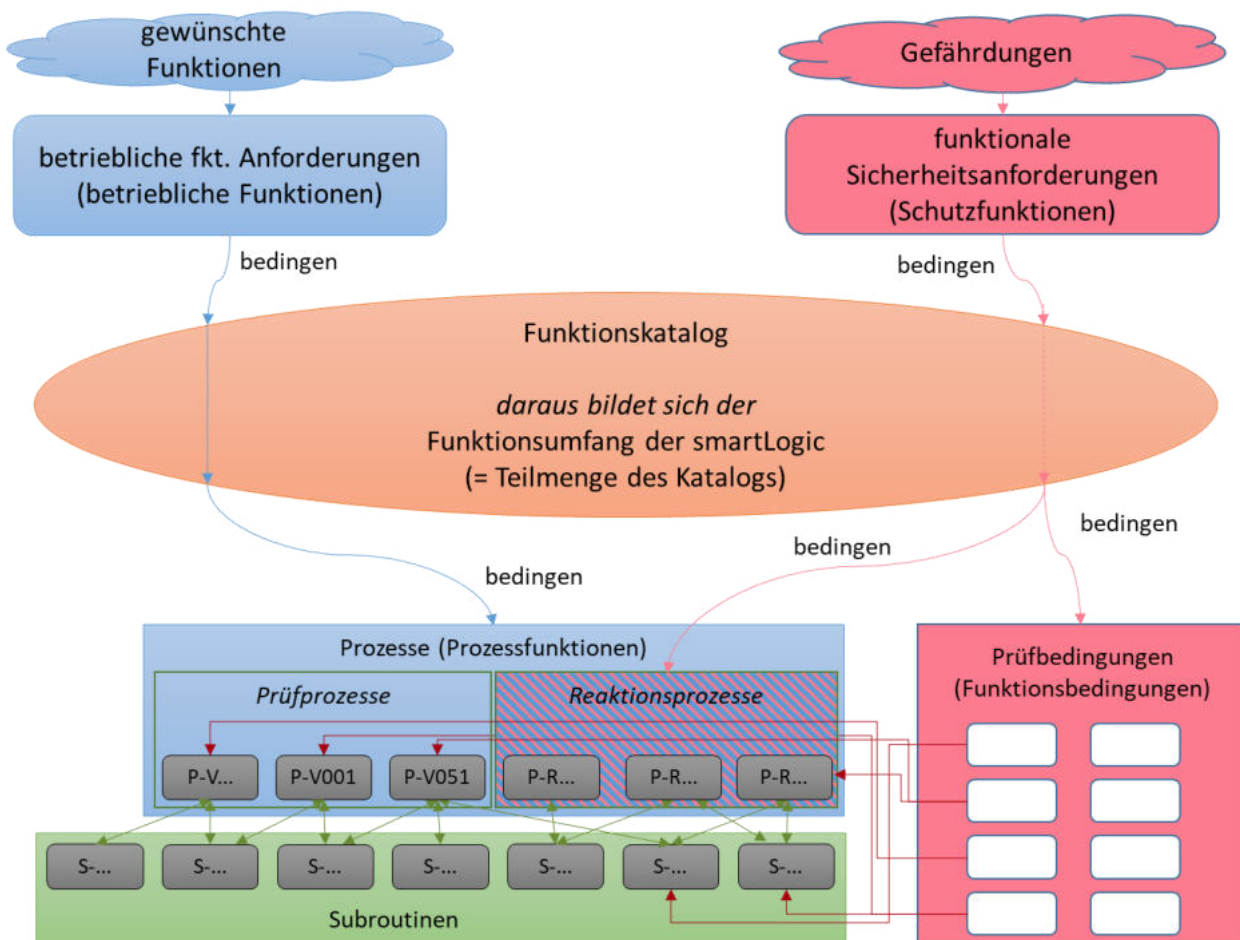 gewünschte
Funktionen
Gefährdungen
betriebliche fkt. Anforderungen
(betriebliche Funktionen)
funktionale
Sicherheitsanforderungen
(Schutzfunktionen)
bedingen
bedingen
Funktionskatalog
daraus bildet sich der
Funktionsumfang der smartLogic
(= Teilmenge des Katalogs)
bedingen
bedingen
bedingen
Prozesse (Prozessfunktionen)
Prüfprozesse
Reaktionsprozesse
Prüfbedingungen
(Funktionsbedingungen)
P-V...
P-V001
P-V051
P-R...
P-R...
P-R...
S-...
S-...
S-...
S-...
S-...
S-...
S-...
Subroutinen